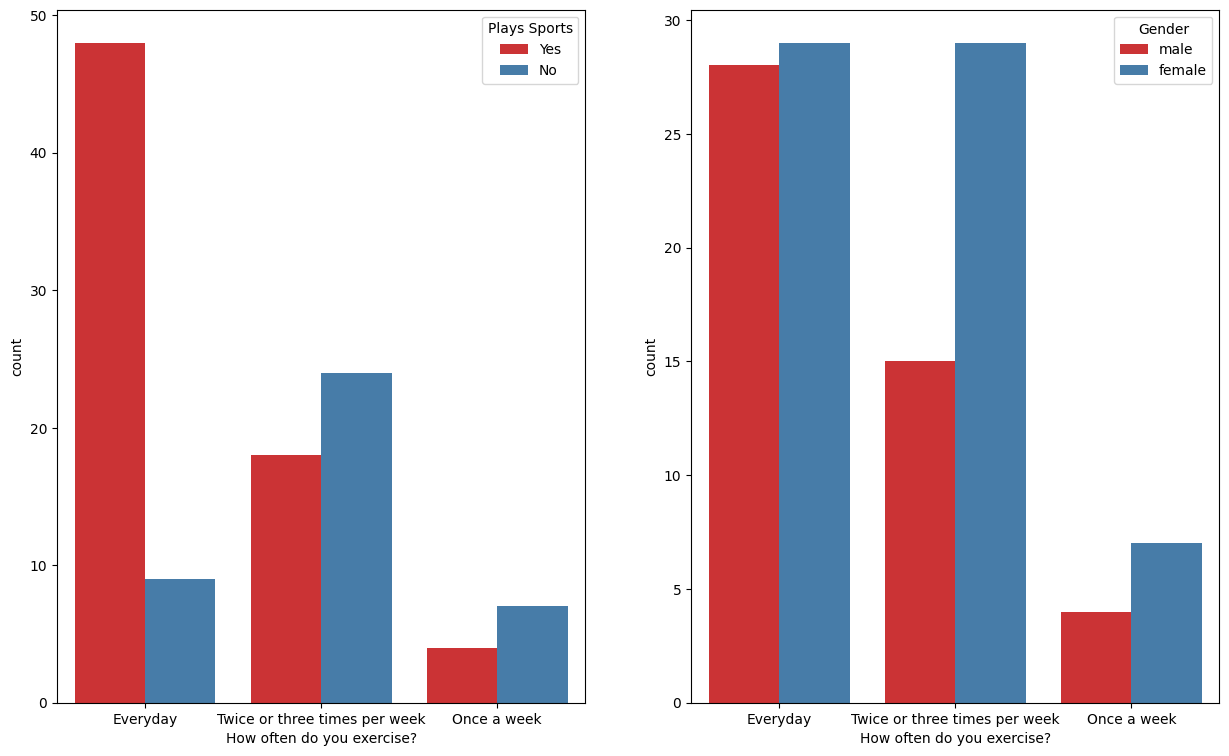 50
40
30
20
10
0
count
Plays Sports
Yes
No
Everyday
Twice or three times per week
Once a week
How often do you exercise?
30
25
20
15
10
5
0
count
Gender
male
female
Everyday
Twice or three times per week
Once a week
How often do you exercise?